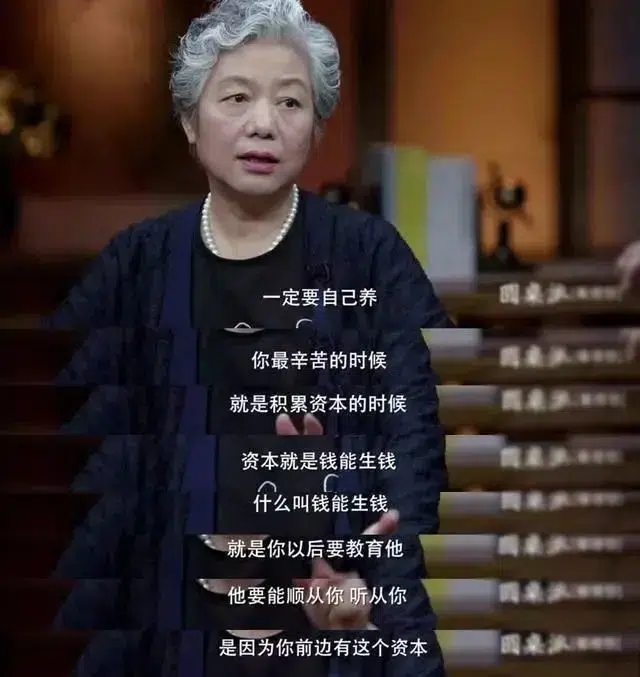 一定要自己养
圆桌派
你最辛苦的时候
就是积累资本的时候
资本就是钱能生钱
什么叫钱能生钱
就是你以后要教育他
他要能顺从你 听从你
是因为你前边有这个资本